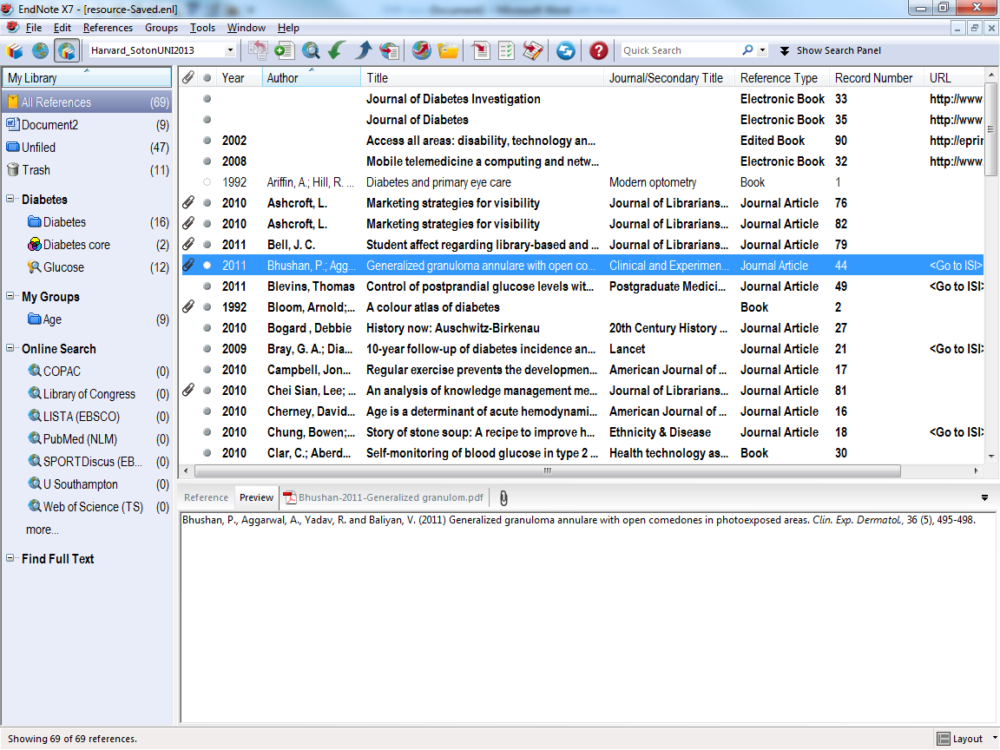 EndNote X7 - [resource-Saved.enl]
File Edit References Groups Tools Window Help
Harvard_SotonUNI2013 Quick Search Show Search Panel
My Library
All References (69)
Document2 (9)
Unfiled (47)
Trash (11)
Diabetes
Diabetes (16)
Diabetes core (2)
Glucose (12)
My Groups
Age (9)
Online Search
COPAC (0)
Library of Congress (0)
LISTA (EBSCO) (0)
PubMed (NLM) (0)
SPORTDiscus (EB... (0)
U Southampton (0)
Web of Science (TS) (0)
more...
Find Full Text
Year Author Title Journal/Secondary Title Reference Type Record Number URL
Journal of Diabetes Investigation Electronic Book 33 http://www
Journal of Diabetes Electronic Book 35 http://www.
2002 Access all areas: disability, technology an... Edited Book 90 http://eprin
2008 Mobile telemedicine a computing and netw... Electronic Book 32 http://www.
1992 Ariffin, A.; Hill, R. ... Diabetes and primary eye care Modern optometry Book 1
2010 Ashcroft, L. Marketing strategies for visibility Journal of Librarians... Journal Article 76
2010 Ashcroft, L. Marketing strategies for visibility Journal of Librarians... Journal Article 82
2011 Bell, J. C. Student affect regarding library-based and ... Journal of Librarians... Journal Article 79
2011 Bhushan, P.; Agg... Generalized granuloma annulare with open co... Clinical and Experimen... Journal Article 44 <Go to ISI>
2011 Blevins, Thomas Control of postprandial glucose levels wit... Postgraduate Medici... Journal Article 49 <Go to ISI>
1992 Bloom, Arnold;... A colour atlas of diabetes Book 2
2010 Bogard , Debbie History now: Auschwitz-Birkenau 20th Century History ... Journal Article 27
2009 Bray, G. A.; Dia... 10-year follow-up of diabetes incidence an... Lancet Journal Article 21 <Go to ISI>
2010 Campbell, Jon... Regular exercise prevents the developmen... American Journal of ... Journal Article 17
2010 Chei Sian, Lee; ... An analysis of knowledge management me... Journal of Librarians... Journal Article 81
2010 Cherney, David... Age is a determinant of acute hemodynami... American Journal of ... Journal Article 16
2010 Chung, Bowen;... Story of stone soup: A recipe to improve h... Ethnicity & Disease Journal Article 18 <Go to ISI>
2010 Clar, C.; Aberd... Self-monitoring of blood glucose in type 2 ... Health technology as... Book 30
Reference Preview Bhushan-2011-Generalized granulom.pdf
Bhushan, P., Aggarwal, A., Yadav, R. and Baliyan, V. (2011) Generalized granuloma annulare with open comedones in photoexposed areas. Clin. Exp. Dermatol., 36 (5), 495-498.
Showing 69 of 69 references. Layout